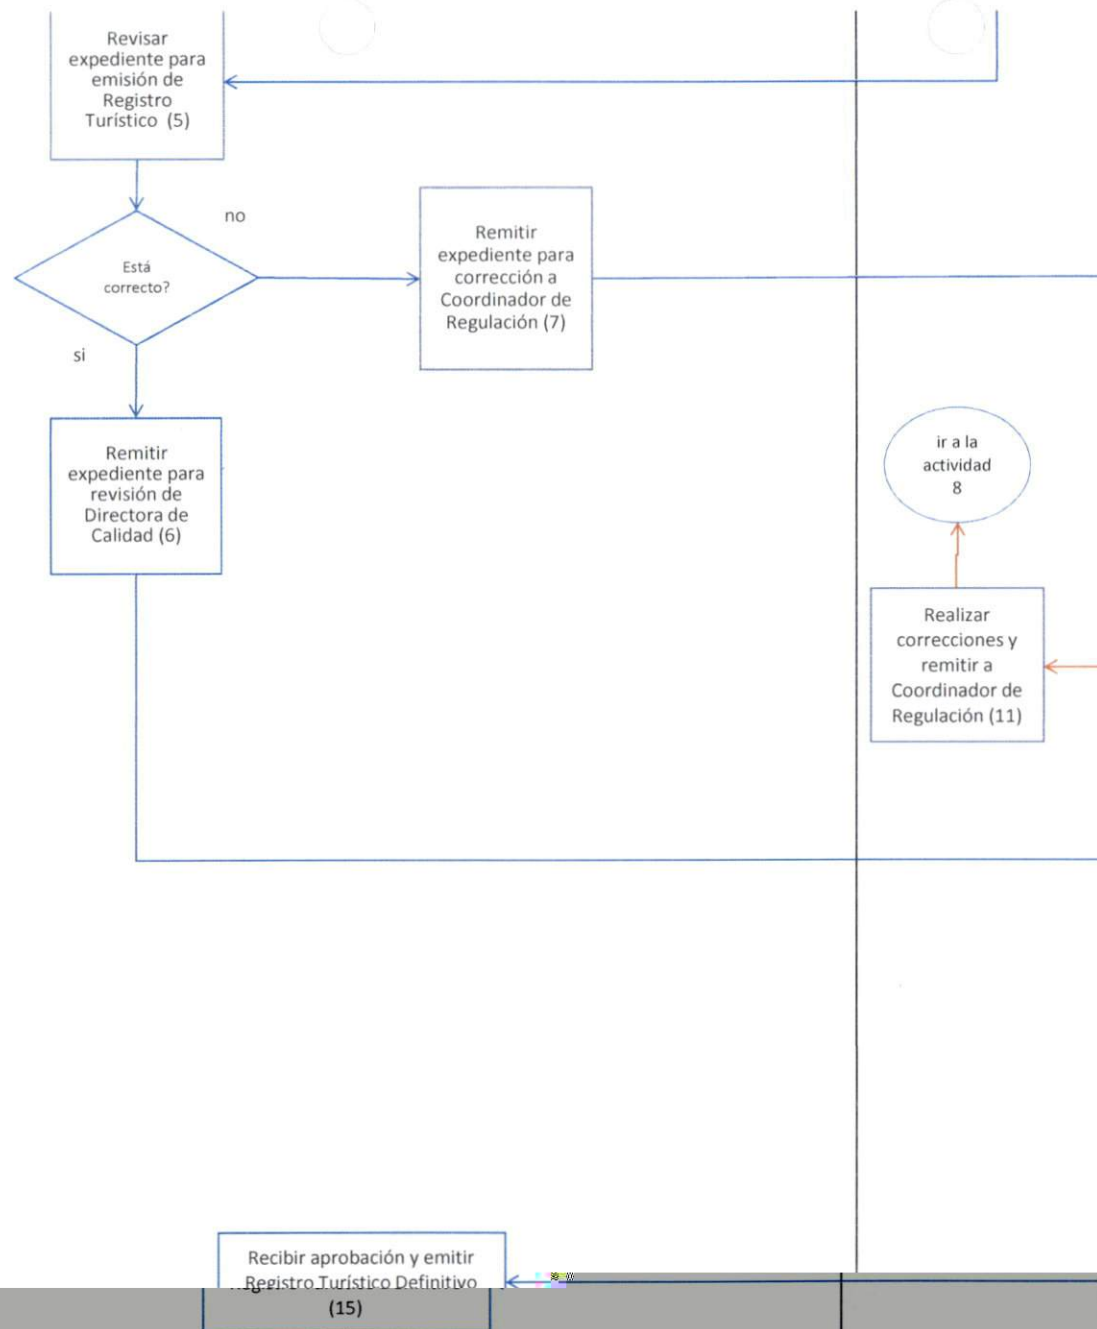 Revisar
expediente para
emisión de
Registro
Turístico (5)
no
Está
correcto?
si
Remitir
expediente para
corrección a
Coordinador de
Regulación (7)
Remitir
expediente para
revisión de
Directora de
Calidad (6)
ir a la
actividad
8
Realizar
correcciones y
remitir a
Coordinador de
Regulación (11)
Recibir aprobación y emitir
Registro Turístico Definitivo
(15)